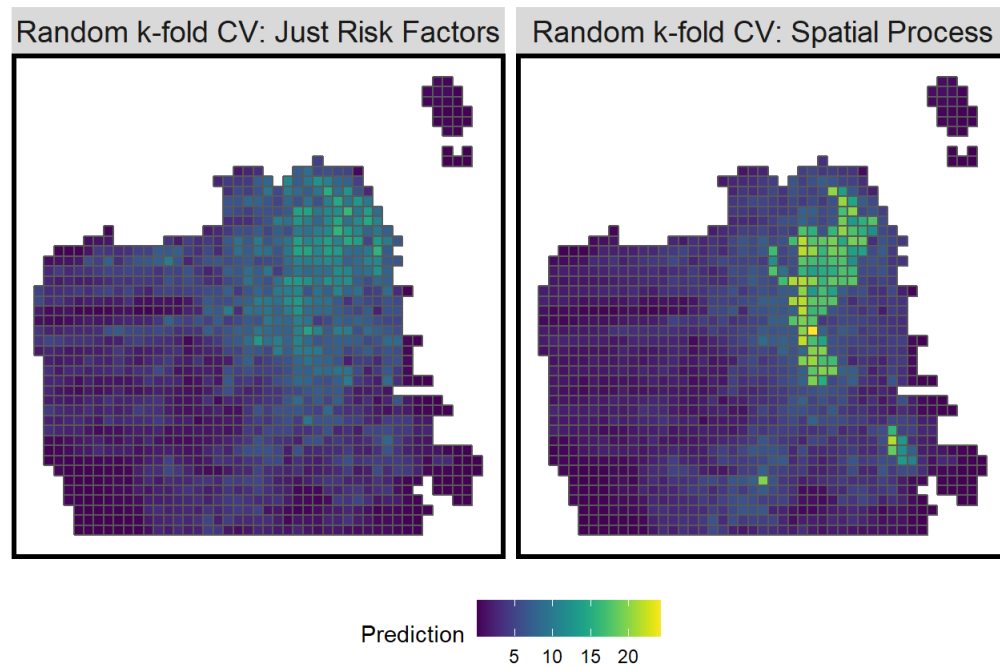 Random k-fold CV: Just Risk Factors
Random k-fold CV: Spatial Process
Prediction
5 10 15 20